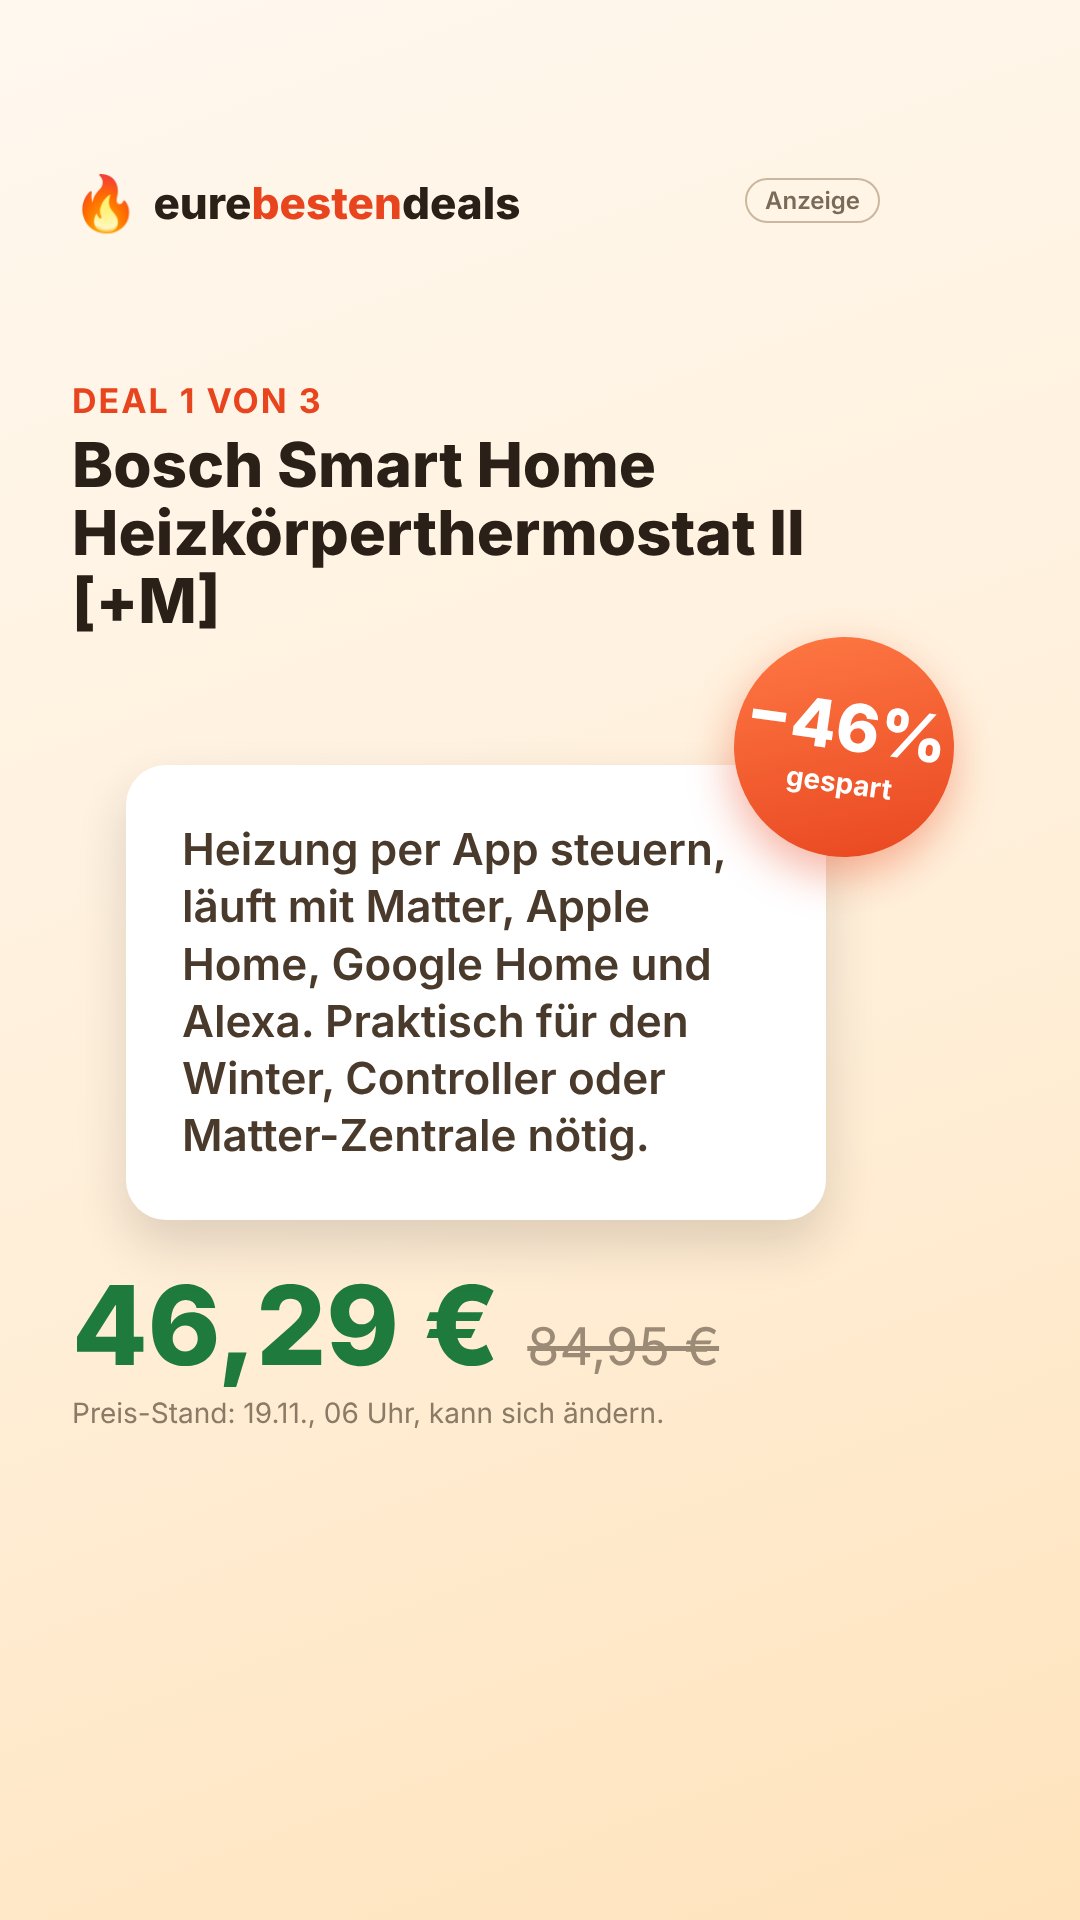 eurebestendeals
Anzeige
DEAL 1 VON 3
Bosch Smart Home
Heizkörperthermostat II
[+M]
−46%
gespart
Heizung per App steuern,
läuft mit Matter, Apple
Home, Google Home und
Alexa. Praktisch für den
Winter, Controller oder
Matter-Zentrale nötig.
46,29 € 84,95 €
Preis-Stand: 19.11., 06 Uhr, kann sich ändern.